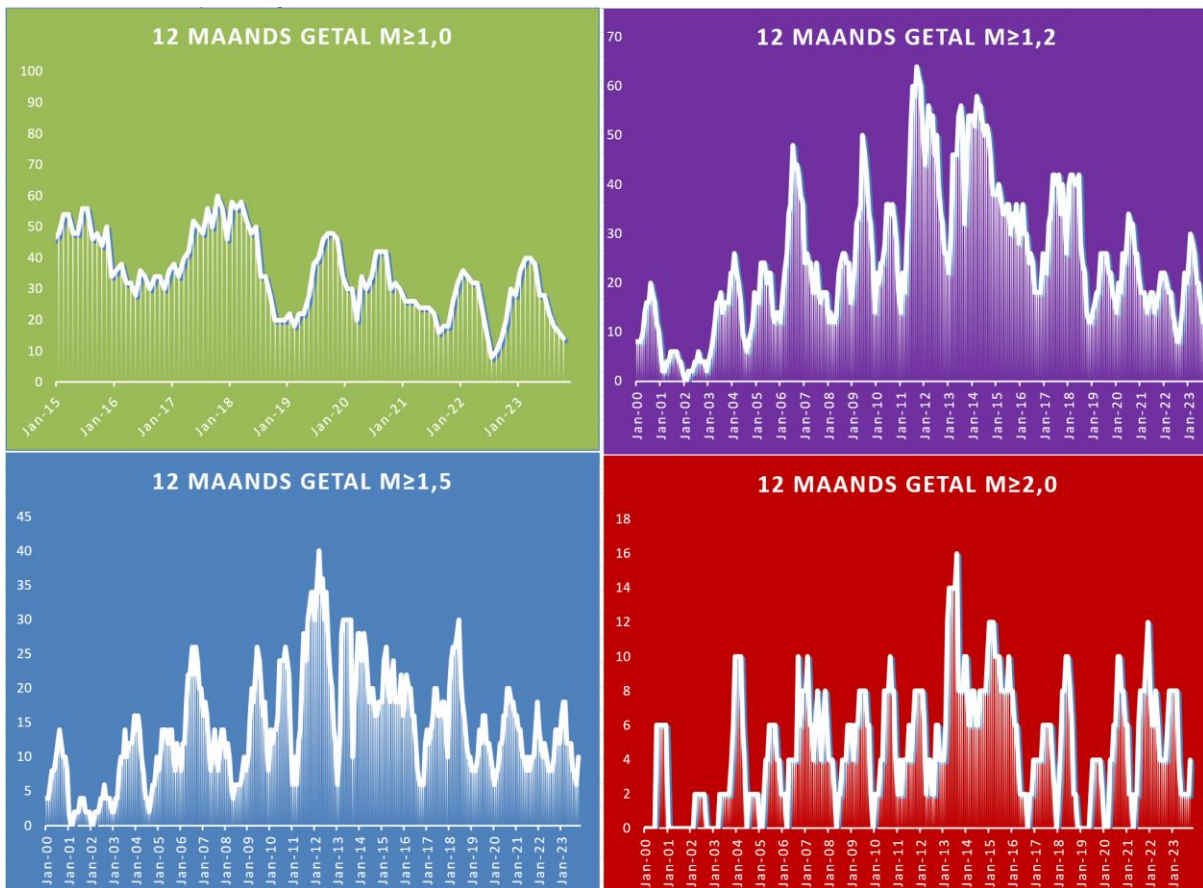 12 MAANDS GETAL M≥1,0
100
90
80
70
60
50
40
30
20
10
0
Jan-15
Jan-16
Jan-17
Jan-18
Jan-19
Jan-20
Jan-21
Jan-22
Jan-23
12 MAANDS GETAL M≥1,2
70
60
50
40
30
20
10
0
Jan-00
Jan-01
Jan-02
Jan-03
Jan-04
Jan-05
Jan-06
Jan-07
Jan-08
Jan-09
Jan-10
Jan-11
Jan-12
Jan-13
Jan-14
Jan-15
Jan-16
Jan-17
Jan-18
Jan-19
Jan-20
Jan-21
Jan-22
Jan-23
12 MAANDS GETAL M≥1,5
45
40
35
30
25
20
15
10
5
0
Jan-00
Jan-01
Jan-02
Jan-03
Jan-04
Jan-05
Jan-06
Jan-07
Jan-08
Jan-09
Jan-10
Jan-11
Jan-12
Jan-13
Jan-14
Jan-15
Jan-16
Jan-17
Jan-18
Jan-19
Jan-20
Jan-21
Jan-22
Jan-23
12 MAANDS GETAL M≥2,0
18
16
14
12
10
8
6
4
2
0
Jan-00
Jan-01
Jan-02
Jan-03
Jan-04
Jan-05
Jan-06
Jan-07
Jan-08
Jan-09
Jan-10
Jan-11
Jan-12
Jan-13
Jan-14
Jan-15
Jan-16
Jan-17
Jan-18
Jan-19
Jan-20
Jan-21
Jan-22
Jan-23